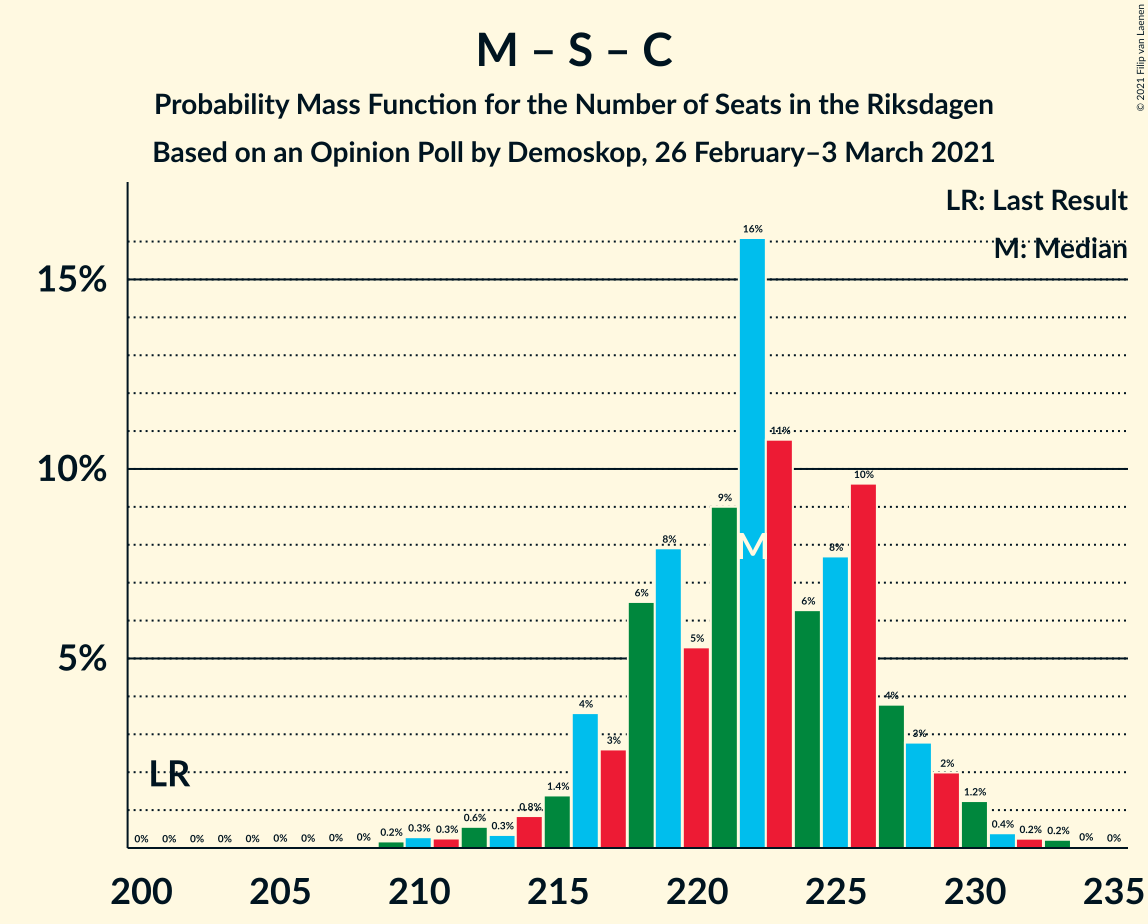 M – S – C
Probability Mass Function for the Number of Seats in the Riksdagen
Based on an Opinion Poll by Demoskop, 26 February–3 March 2021
© 2021 Filip van Laenen
LR: Last Result
M: Median
15%
10%
5%
16%
11%
10%
9%
8%
8%
M
6%
6%
5%
4%
4%
3%
3%
2%
LR
1.4%
1.2%
0% 0% 0% 0% 0% 0% 0% 0% 0% 0.2% 0.3% 0.3% 0.6% 0.3% 0.8% 0.4% 0.2% 0.2% 0% 0%
200 205 210 215 220 225 230 235